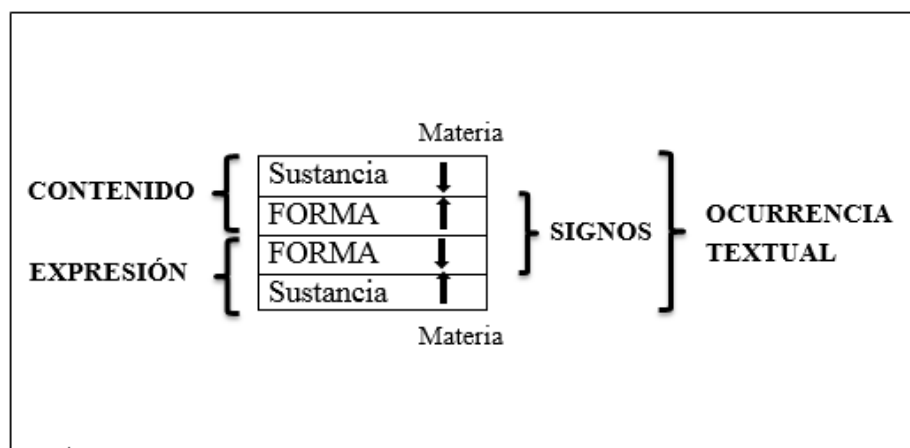 Materia
CONTENIDO
Sustancia
FORMA
EXPRESIÓN
FORMA
Sustancia
SIGNOS
OCURRENCIA
TEXTUAL
Materia